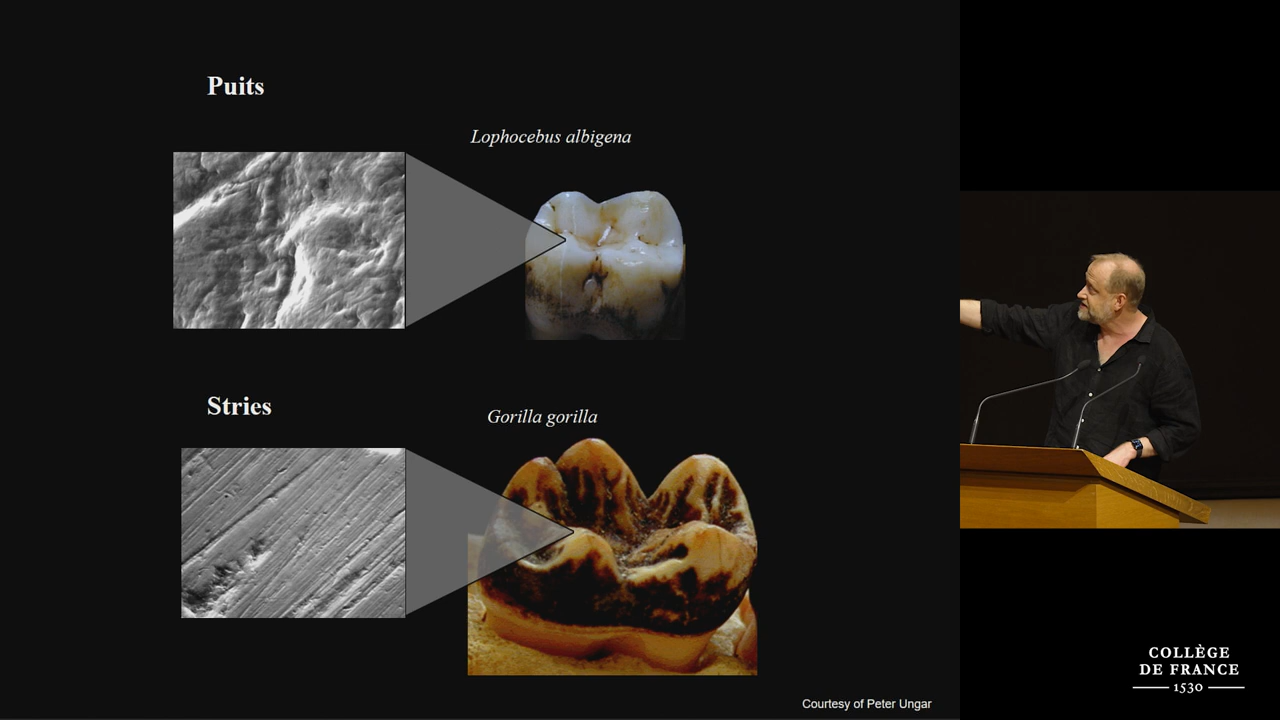 Puits
Lophocebus albigena
Stries
Gorilla gorilla
Courtesy of Peter Ungar
COLLÈGE
DE FRANCE
1530